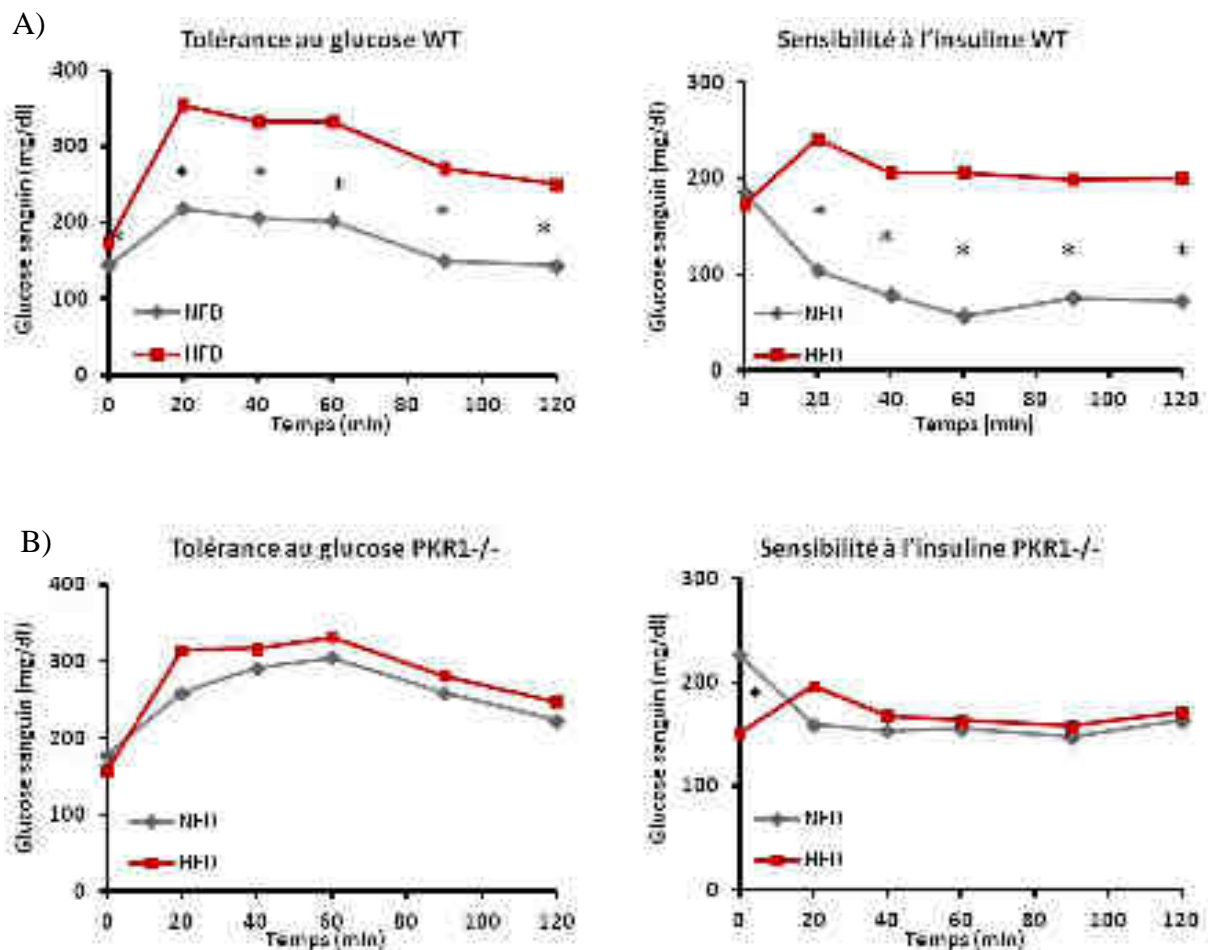 A)
Tolérance au glucose WT
Glucose sanguin (mg/dl)
400
300
200
100
0
NFD
HFD
0 20 40 60 80 100 120
Temps (min)
Sensibilité à l'insuline WT
Glucose sanguin (mg/dl)
300
200
100
0
NFD
HFD
0 20 40 60 80 100 120
Temps (min)
B)
Tolérance au glucose PKR1-/-
Glucose sanguin (mg/dl)
400
300
200
100
0
NFD
HFD
0 20 40 60 80 100 120
Temps (min)
Sensibilité à l'insuline PKR1-/-
Glucose sanguin (mg/dl)
300
200
100
0
NFD
HFD
0 20 40 60 80 100 120
Temps (min)